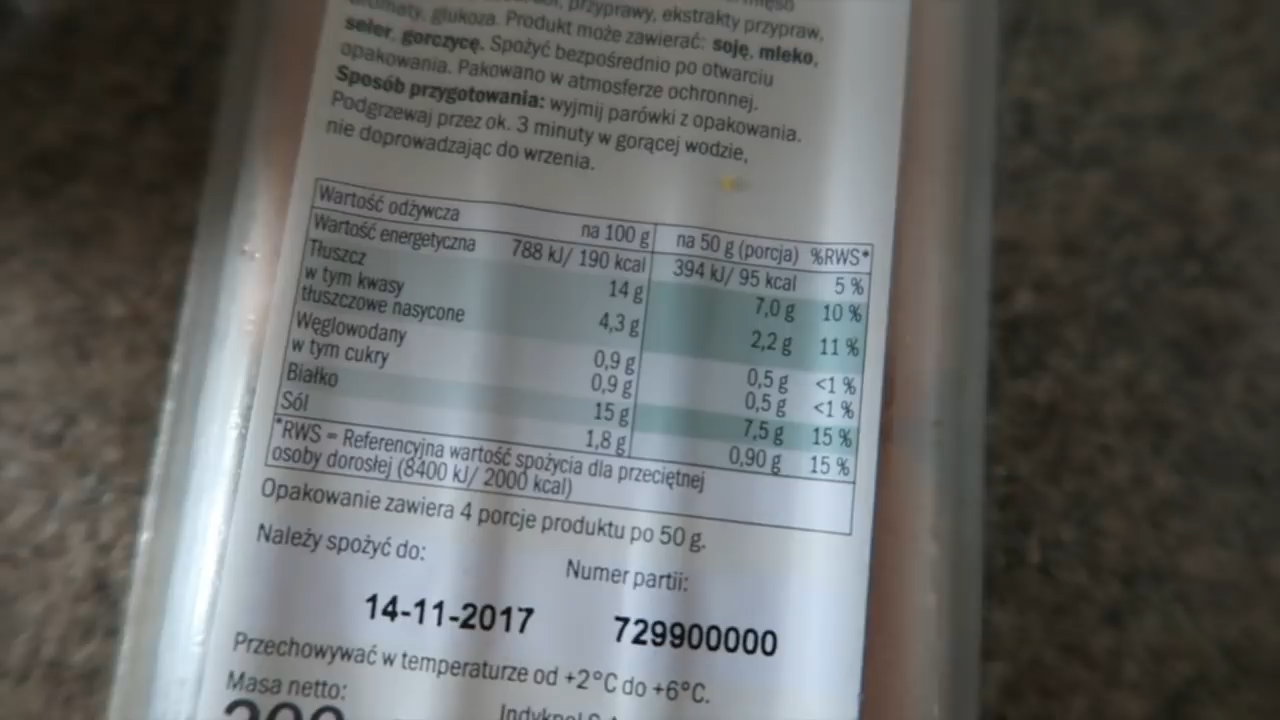 przyprawy, ekstrakty przypraw,
aromaty, glukoza. Produkt może zawierać: soję, mleko,
seler, gorczycę. Spożyć bezpośrednio po otwarciu
opakowania. Pakowano w atmosferze ochronnej.
Sposób przygotowania: wyjmij parówki z opakowania.
Podgrzewaj przez ok. 3 minuty w gorącej wodzie,
nie doprowadzając do wrzenia.
Wartość odżywcza na 100 g na 50 g (porcja) %RWS*
Wartość energetyczna 788 kJ/ 190 kcal 394 kJ/ 95 kcal 5 %
Tłuszcz 14 g 7,0 g 10 %
w tym kwasy
tłuszczowe nasycone 4,3 g 2,2 g 11 %
Węglowodany 0,9 g 0,5 g <1 %
w tym cukry 0,9 g 0,5 g <1 %
Białko 15 g 7,5 g 15 %
Sól 1,8 g 0,90 g 15 %
*RWS = Referencyjna wartość spożycia dla przeciętnej
osoby dorosłej (8400 kJ/ 2000 kcal)
Opakowanie zawiera 4 porcje produktu po 50 g.
Należy spożyć do: Numer partii:
14-11-2017 729900000
Przechowywać w temperaturze od +2°C do +6°C.
Masa netto: